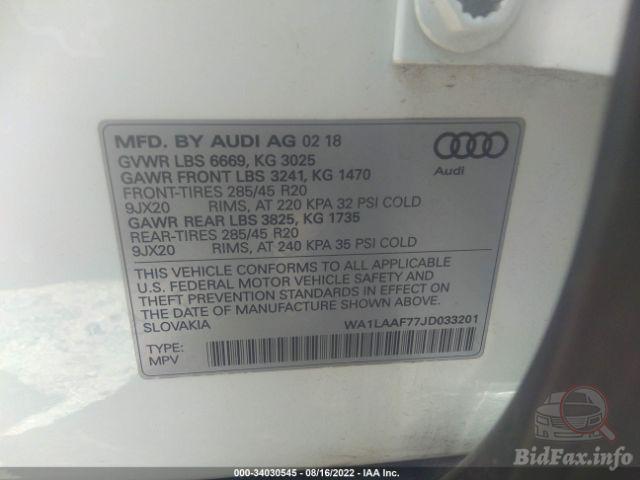 MFD. BY AUDI AG 02 18
GVWR LBS 6669, KG 3025
GAWR FRONT LBS 3241, KG 1470
FRONT-TIRES 285/45 R20
9JX20 RIMS, AT 220 KPA 32 PSI COLD
GAWR REAR LBS 3825, KG 1735
REAR-TIRES 285/45 R20
9JX20 RIMS, AT 240 KPA 35 PSI COLD
Audi
THIS VEHICLE CONFORMS TO ALL APPLICABLE
U.S. FEDERAL MOTOR VEHICLE SAFETY AND
THEFT PREVENTION STANDARDS IN EFFECT ON
THE DATE OF MANUFACTURE SHOWN ABOVE
SLOVAKIA WA1LAAF77JD033201
TYPE:
MPV
BidFax.info
000-34030545 - 08/16/2022 - IAA Inc.